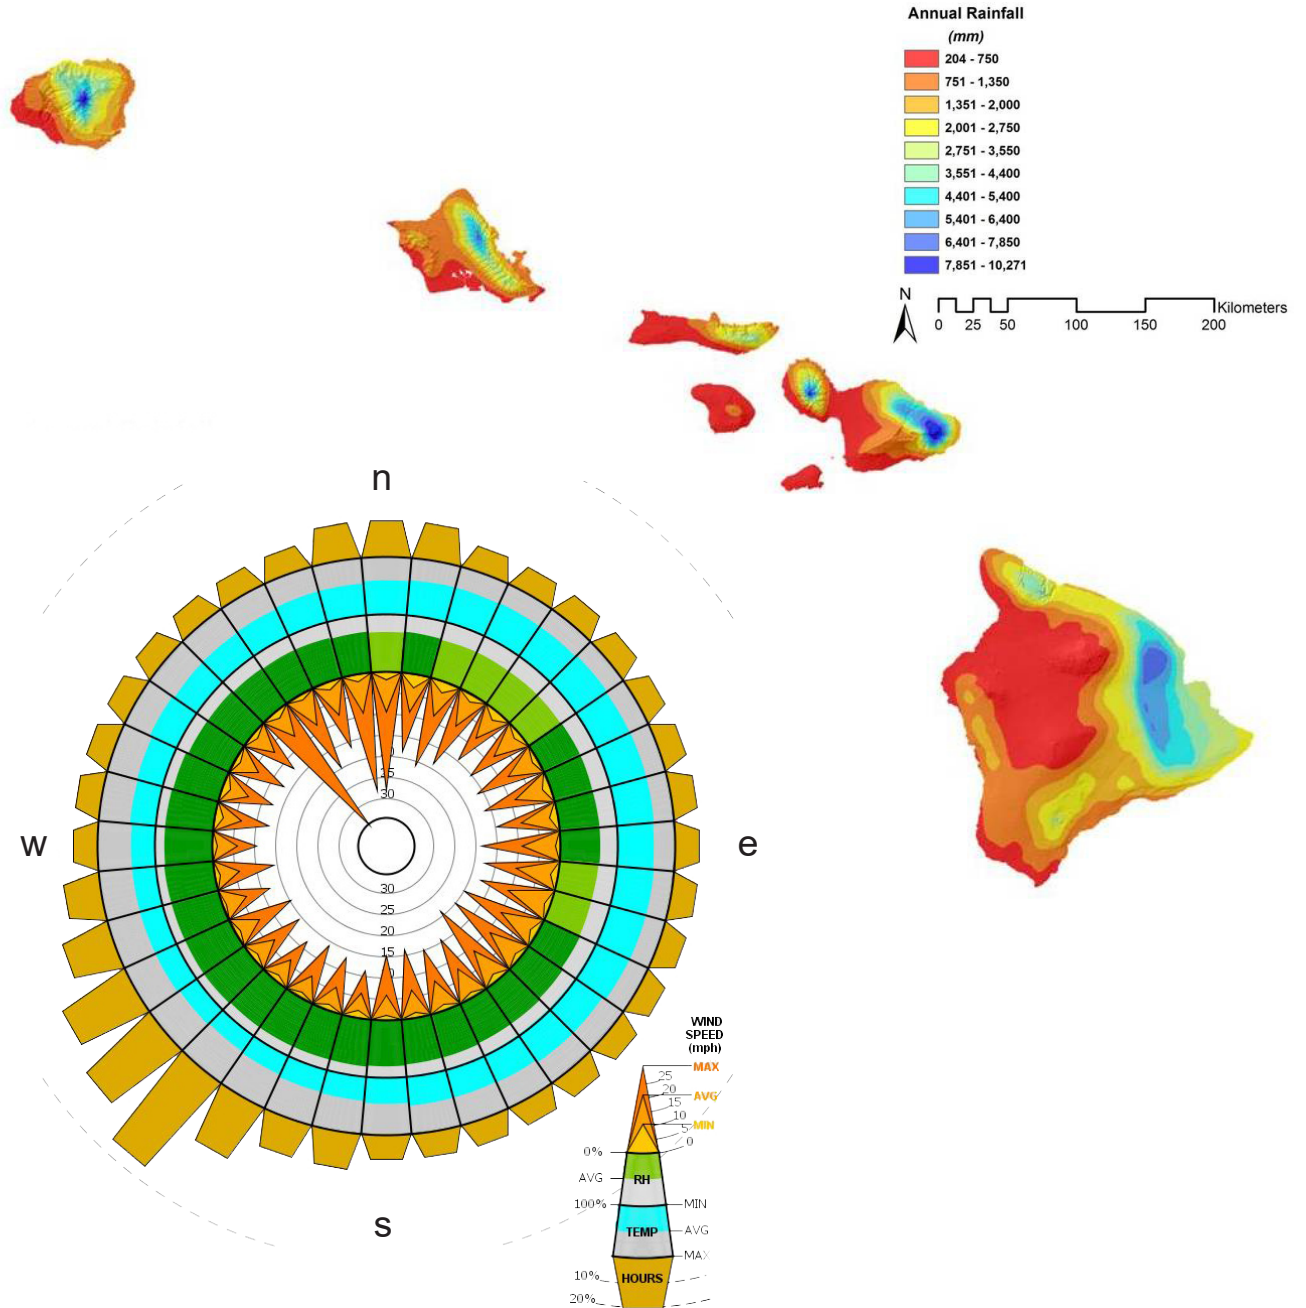 Annual Rainfall
(mm)
204 - 750
751 - 1,350
1,351 - 2,000
2,001 - 2,750
2,751 - 3,550
3,551 - 4,400
4,401 - 5,400
5,401 - 6,400
6,401 - 7,850
7,851 - 10,271
N
Kilometers
0 25 50 100 150 200
n
15
30
w
e
30
25
20
15
s
WIND
SPEED
(mph)
MAX
25
20
AVG
15
10
MIN
5
0
0%
AVG
RH
100%
MIN
TEMP
AVG
MAX
10%
HOURS
20%